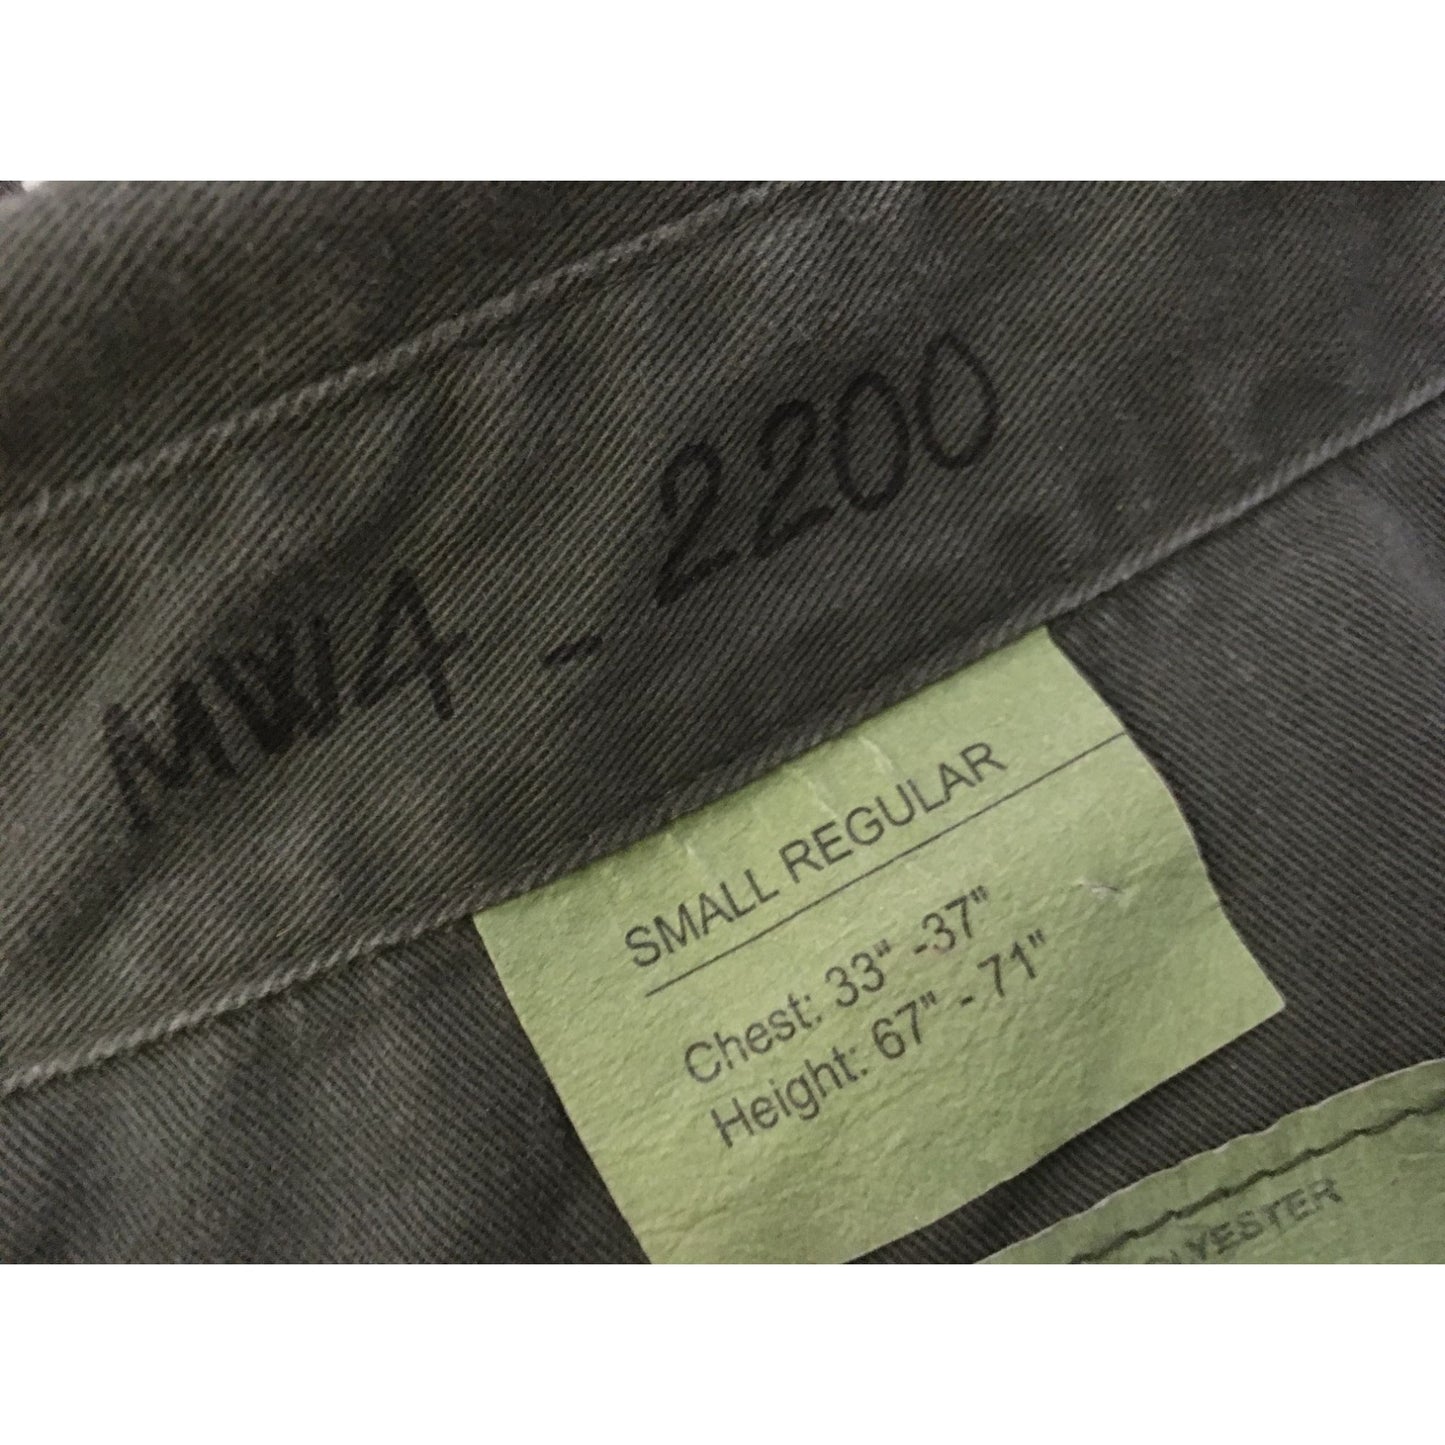 MW4 - 2200
SMALL REGULAR
Chest: 33" -37"
Height: 67" - 71"